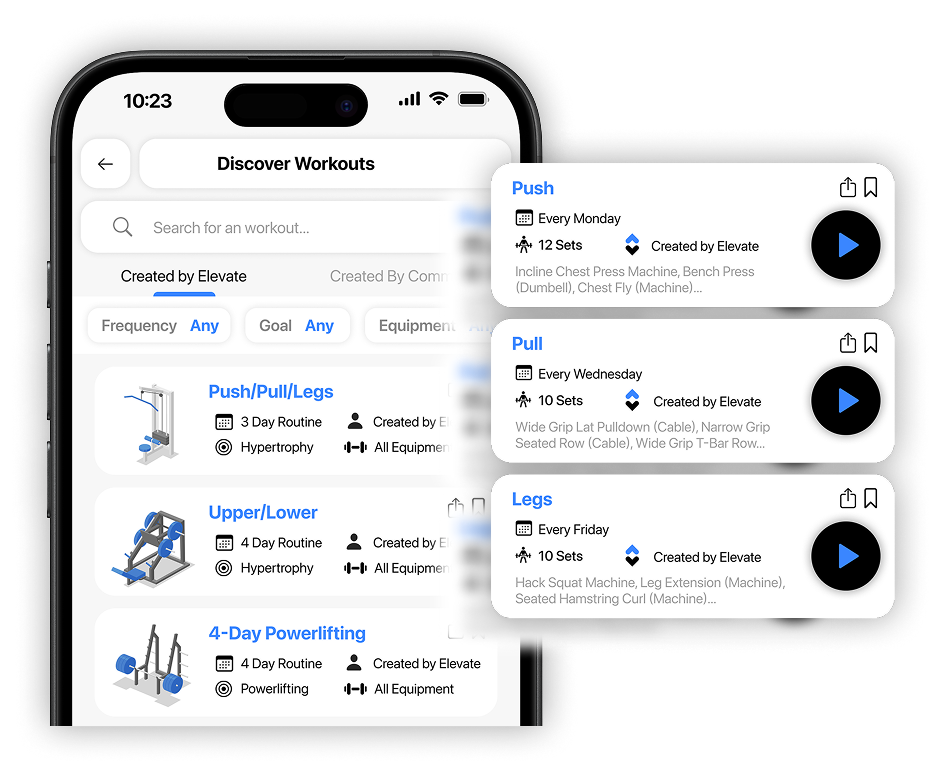 10:23
Discover Workouts
Search for an workout...
Created by Elevate
Created By Comm
Frequency Any
Goal Any
Equipment Any
Push/Pull/Legs
3 Day Routine
Created by El
Hypertrophy
All Equipmen
Upper/Lower
4 Day Routine
Created by E
Hypertrophy
All Equipmen
4-Day Powerlifting
4 Day Routine
Created by Elevate
Powerlifting
All Equipment
Push
Every Monday
12 Sets
Created by Elevate
Incline Chest Press Machine, Bench Press
(Dumbell), Chest Fly (Machine)...
Pull
Every Wednesday
10 Sets
Created by Elevate
Wide Grip Lat Pulldown (Cable), Narrow Grip
Seated Row (Cable), Wide Grip T-Bar Row...
Legs
Every Friday
10 Sets
Created by Elevate
Hack Squat Machine, Leg Extension (Machine),
Seated Hamstring Curl (Machine)...